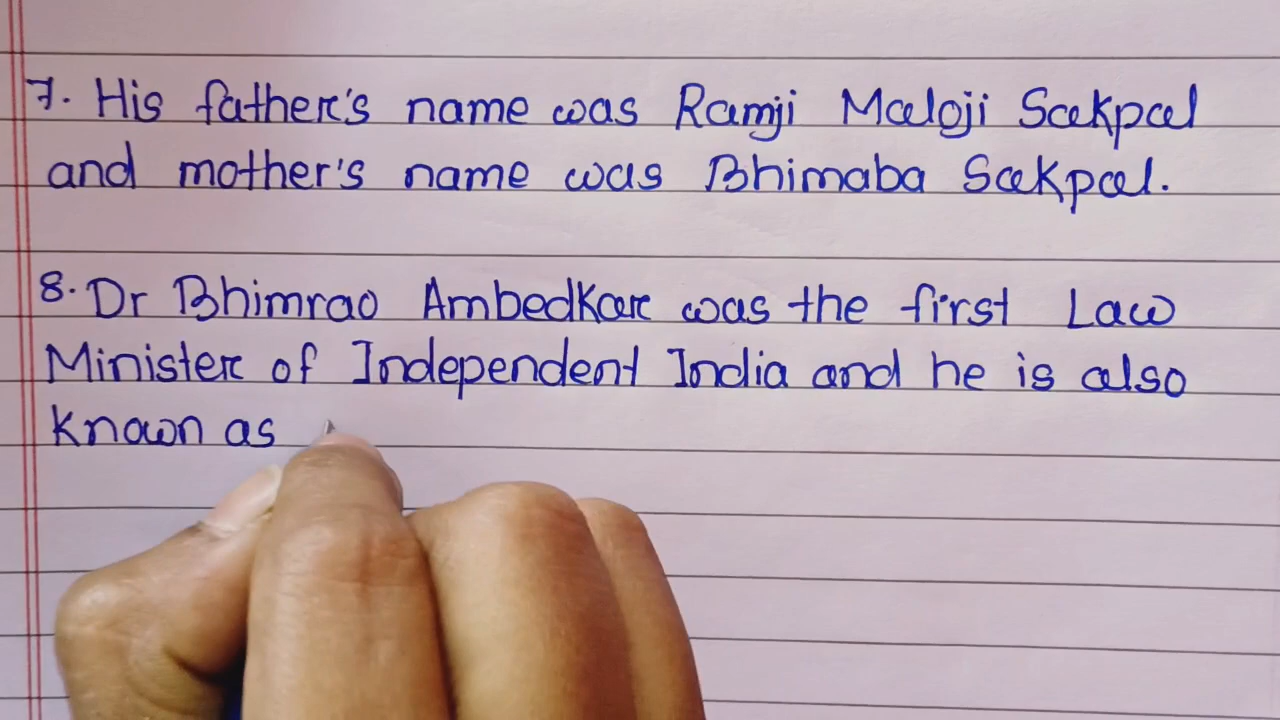 7. His father's name was Ramji Maloji Sakpal
and mother's name was Bhimaba Sakpal.
8. Dr Bhimrao Ambedkar was the first Law
Minister of Independent India and he is also
known as